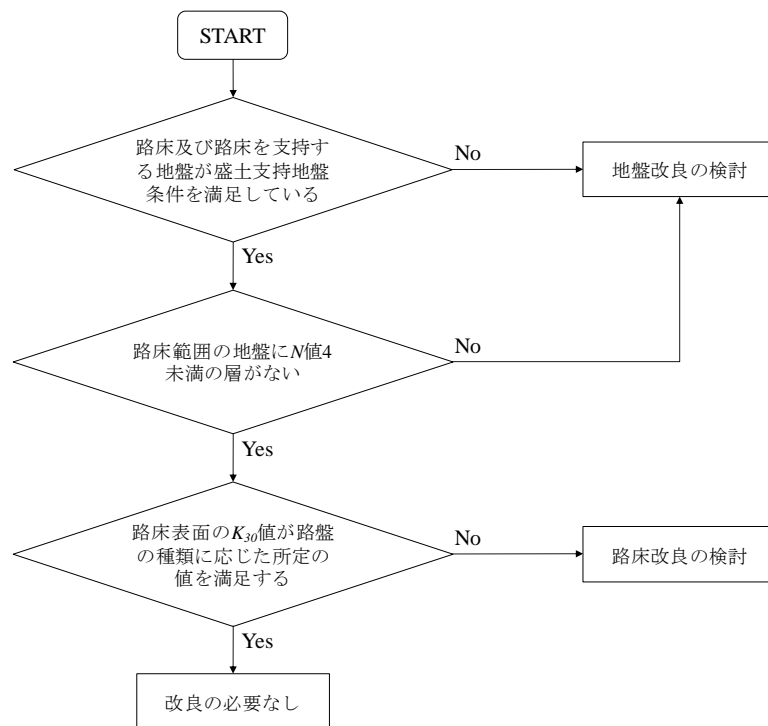 START
路床及び路床を支持す
る地盤が盛土支持地盤
条件を満足している
No
地盤改良の検討
Yes
路床範囲の地盤にN値4
未満の層がない
No
Yes
路床表面のK30値が路盤
の種類に応じた所定の
値を満足する
No
路床改良の検討
Yes
改良の必要なし